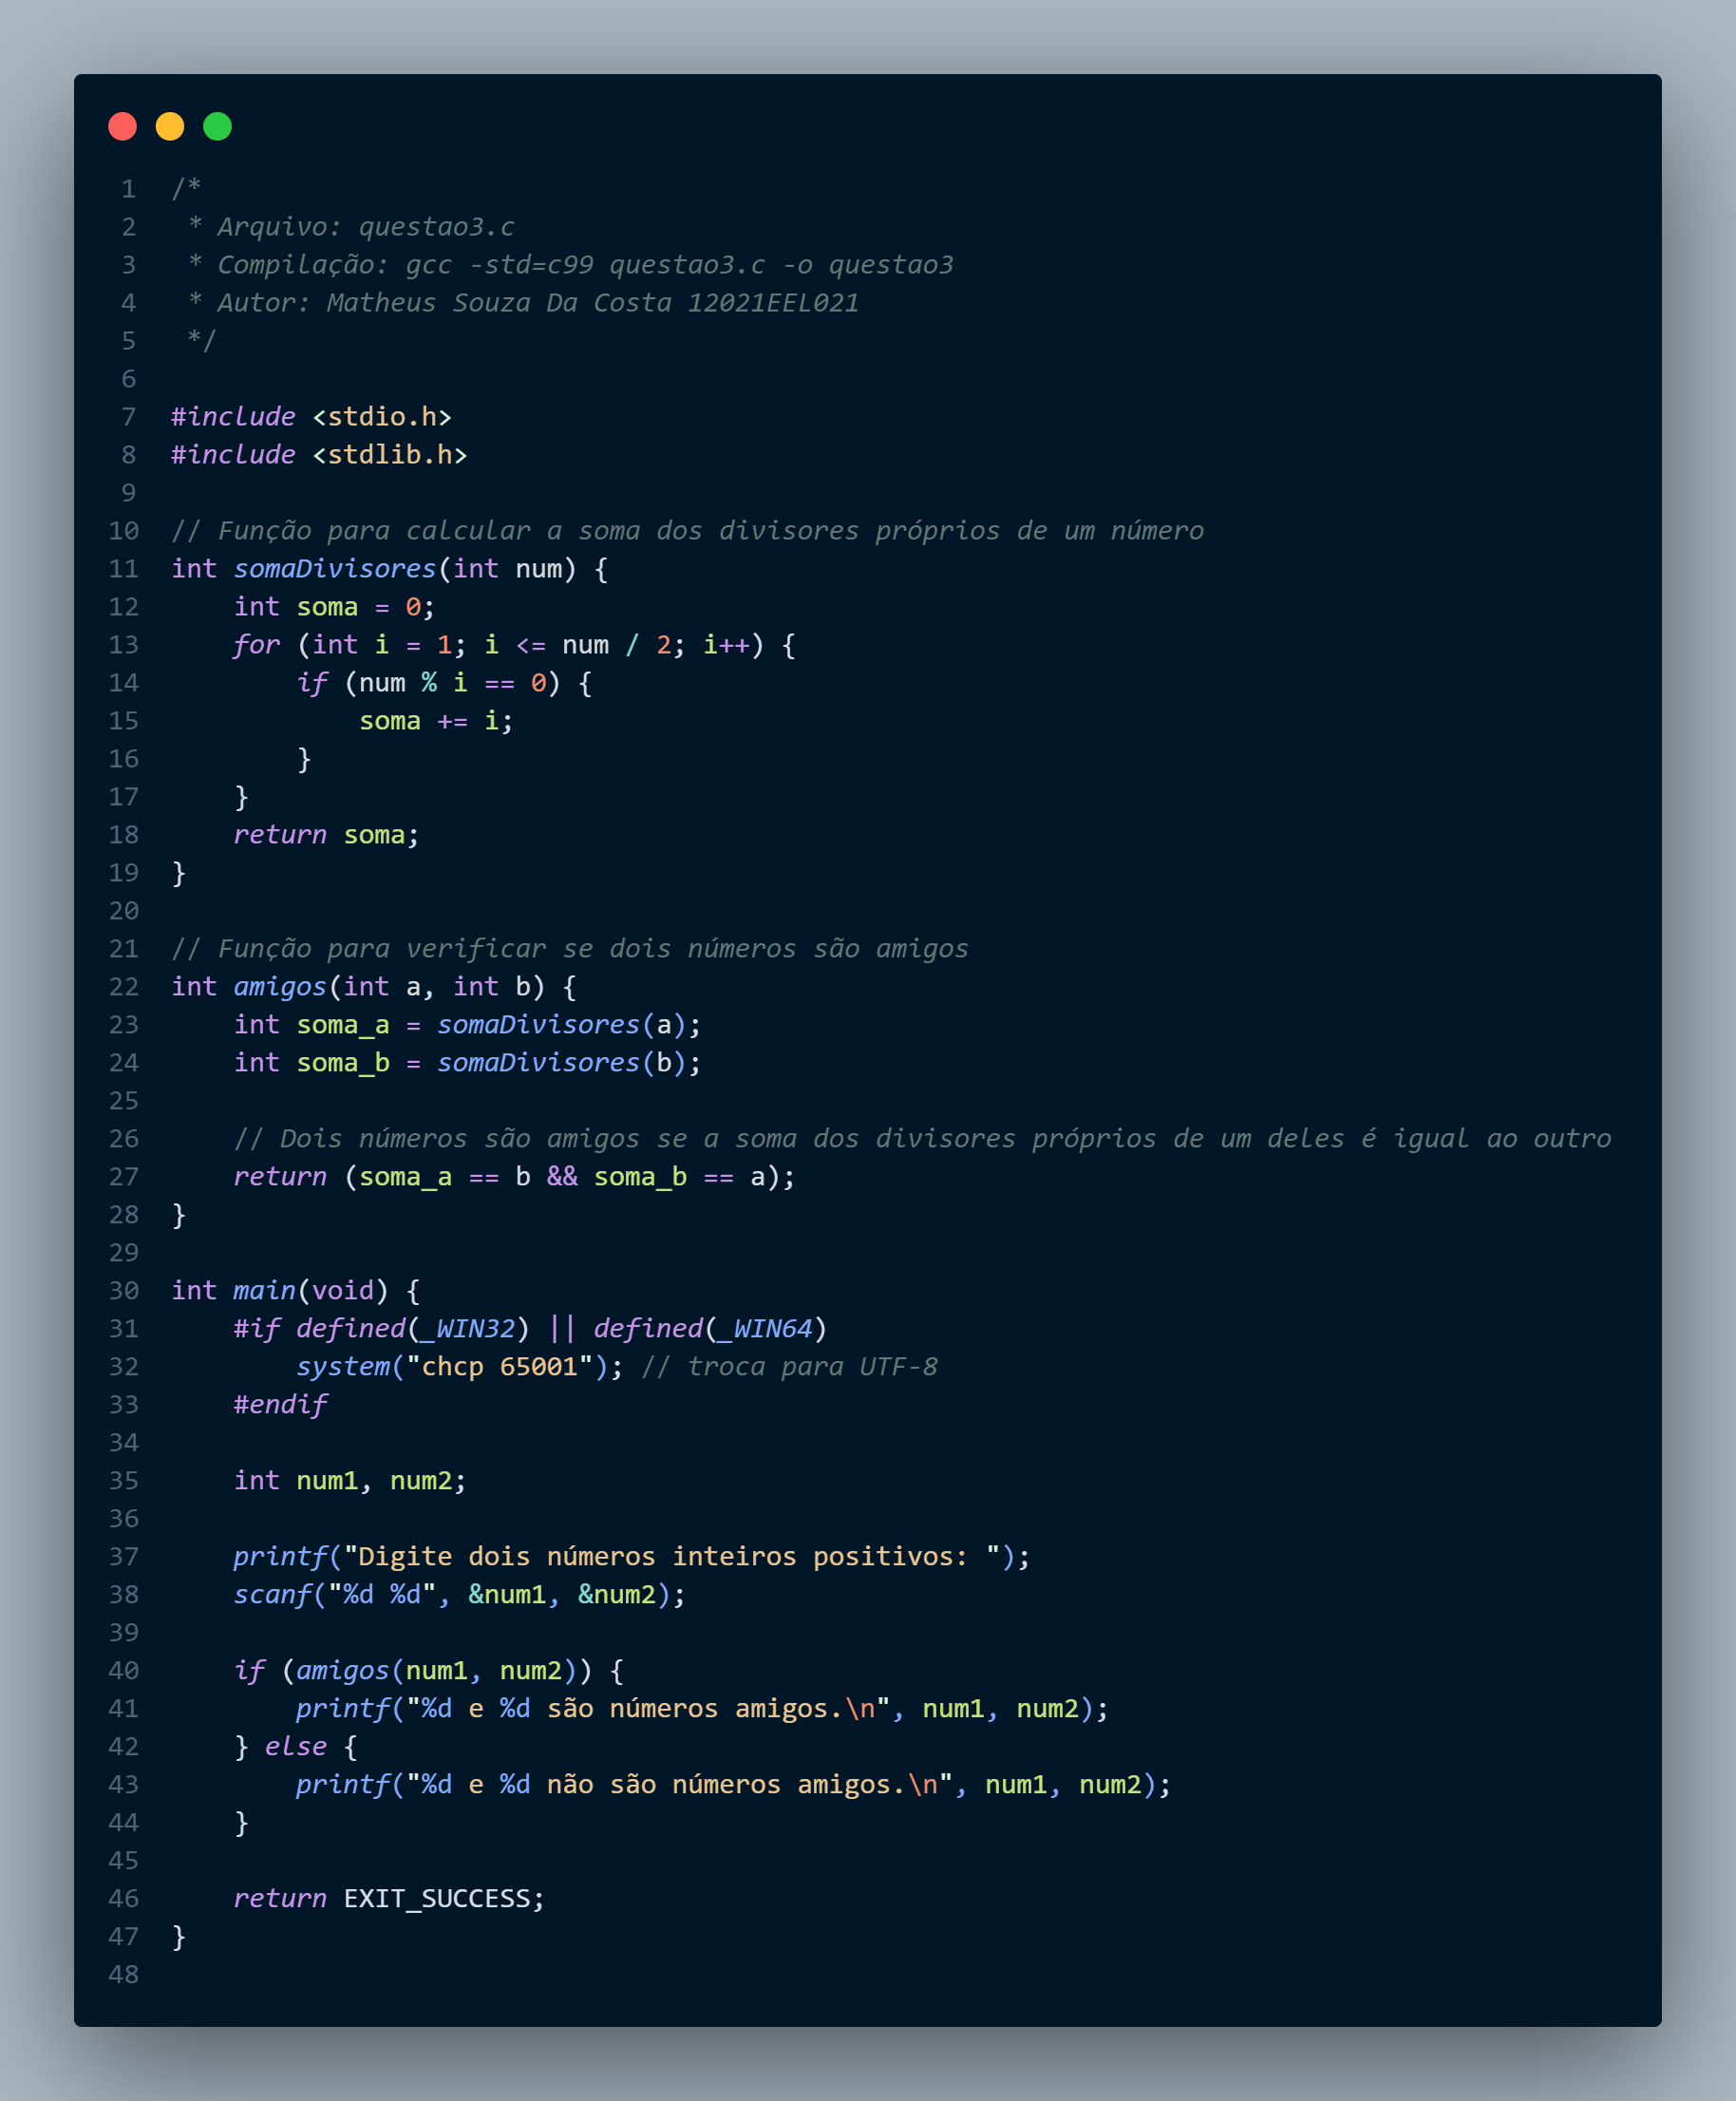 1 /*
2  * Arquivo: questao3.c
3  * Compilação: gcc -std=c99 questao3.c -o questao3
4  * Autor: Matheus Souza Da Costa 12021EEL021
5  */
6
7 #include <stdio.h>
8 #include <stdlib.h>
9
10 // Função para calcular a soma dos divisores próprios de um número
11 int somaDivisores(int num) {
12     int soma = 0;
13     for (int i = 1; i <= num / 2; i++) {
14         if (num % i == 0) {
15             soma += i;
16         }
17     }
18     return soma;
19 }
20
21 // Função para verificar se dois números são amigos
22 int amigos(int a, int b) {
23     int soma_a = somaDivisores(a);
24     int soma_b = somaDivisores(b);
25
26     // Dois números são amigos se a soma dos divisores próprios de um deles é igual ao outro
27     return (soma_a == b && soma_b == a);
28 }
29
30 int main(void) {
31     #if defined(_WIN32) || defined(_WIN64)
32         system("chcp 65001"); // troca para UTF-8
33     #endif
34
35     int num1, num2;
36
37     printf("Digite dois números inteiros positivos: ");
38     scanf("%d %d", &num1, &num2);
39
40     if (amigos(num1, num2)) {
41         printf("%d e %d são números amigos.\n", num1, num2);
42     } else {
43         printf("%d e %d não são números amigos.\n", num1, num2);
44     }
45
46     return EXIT_SUCCESS;
47 }
48